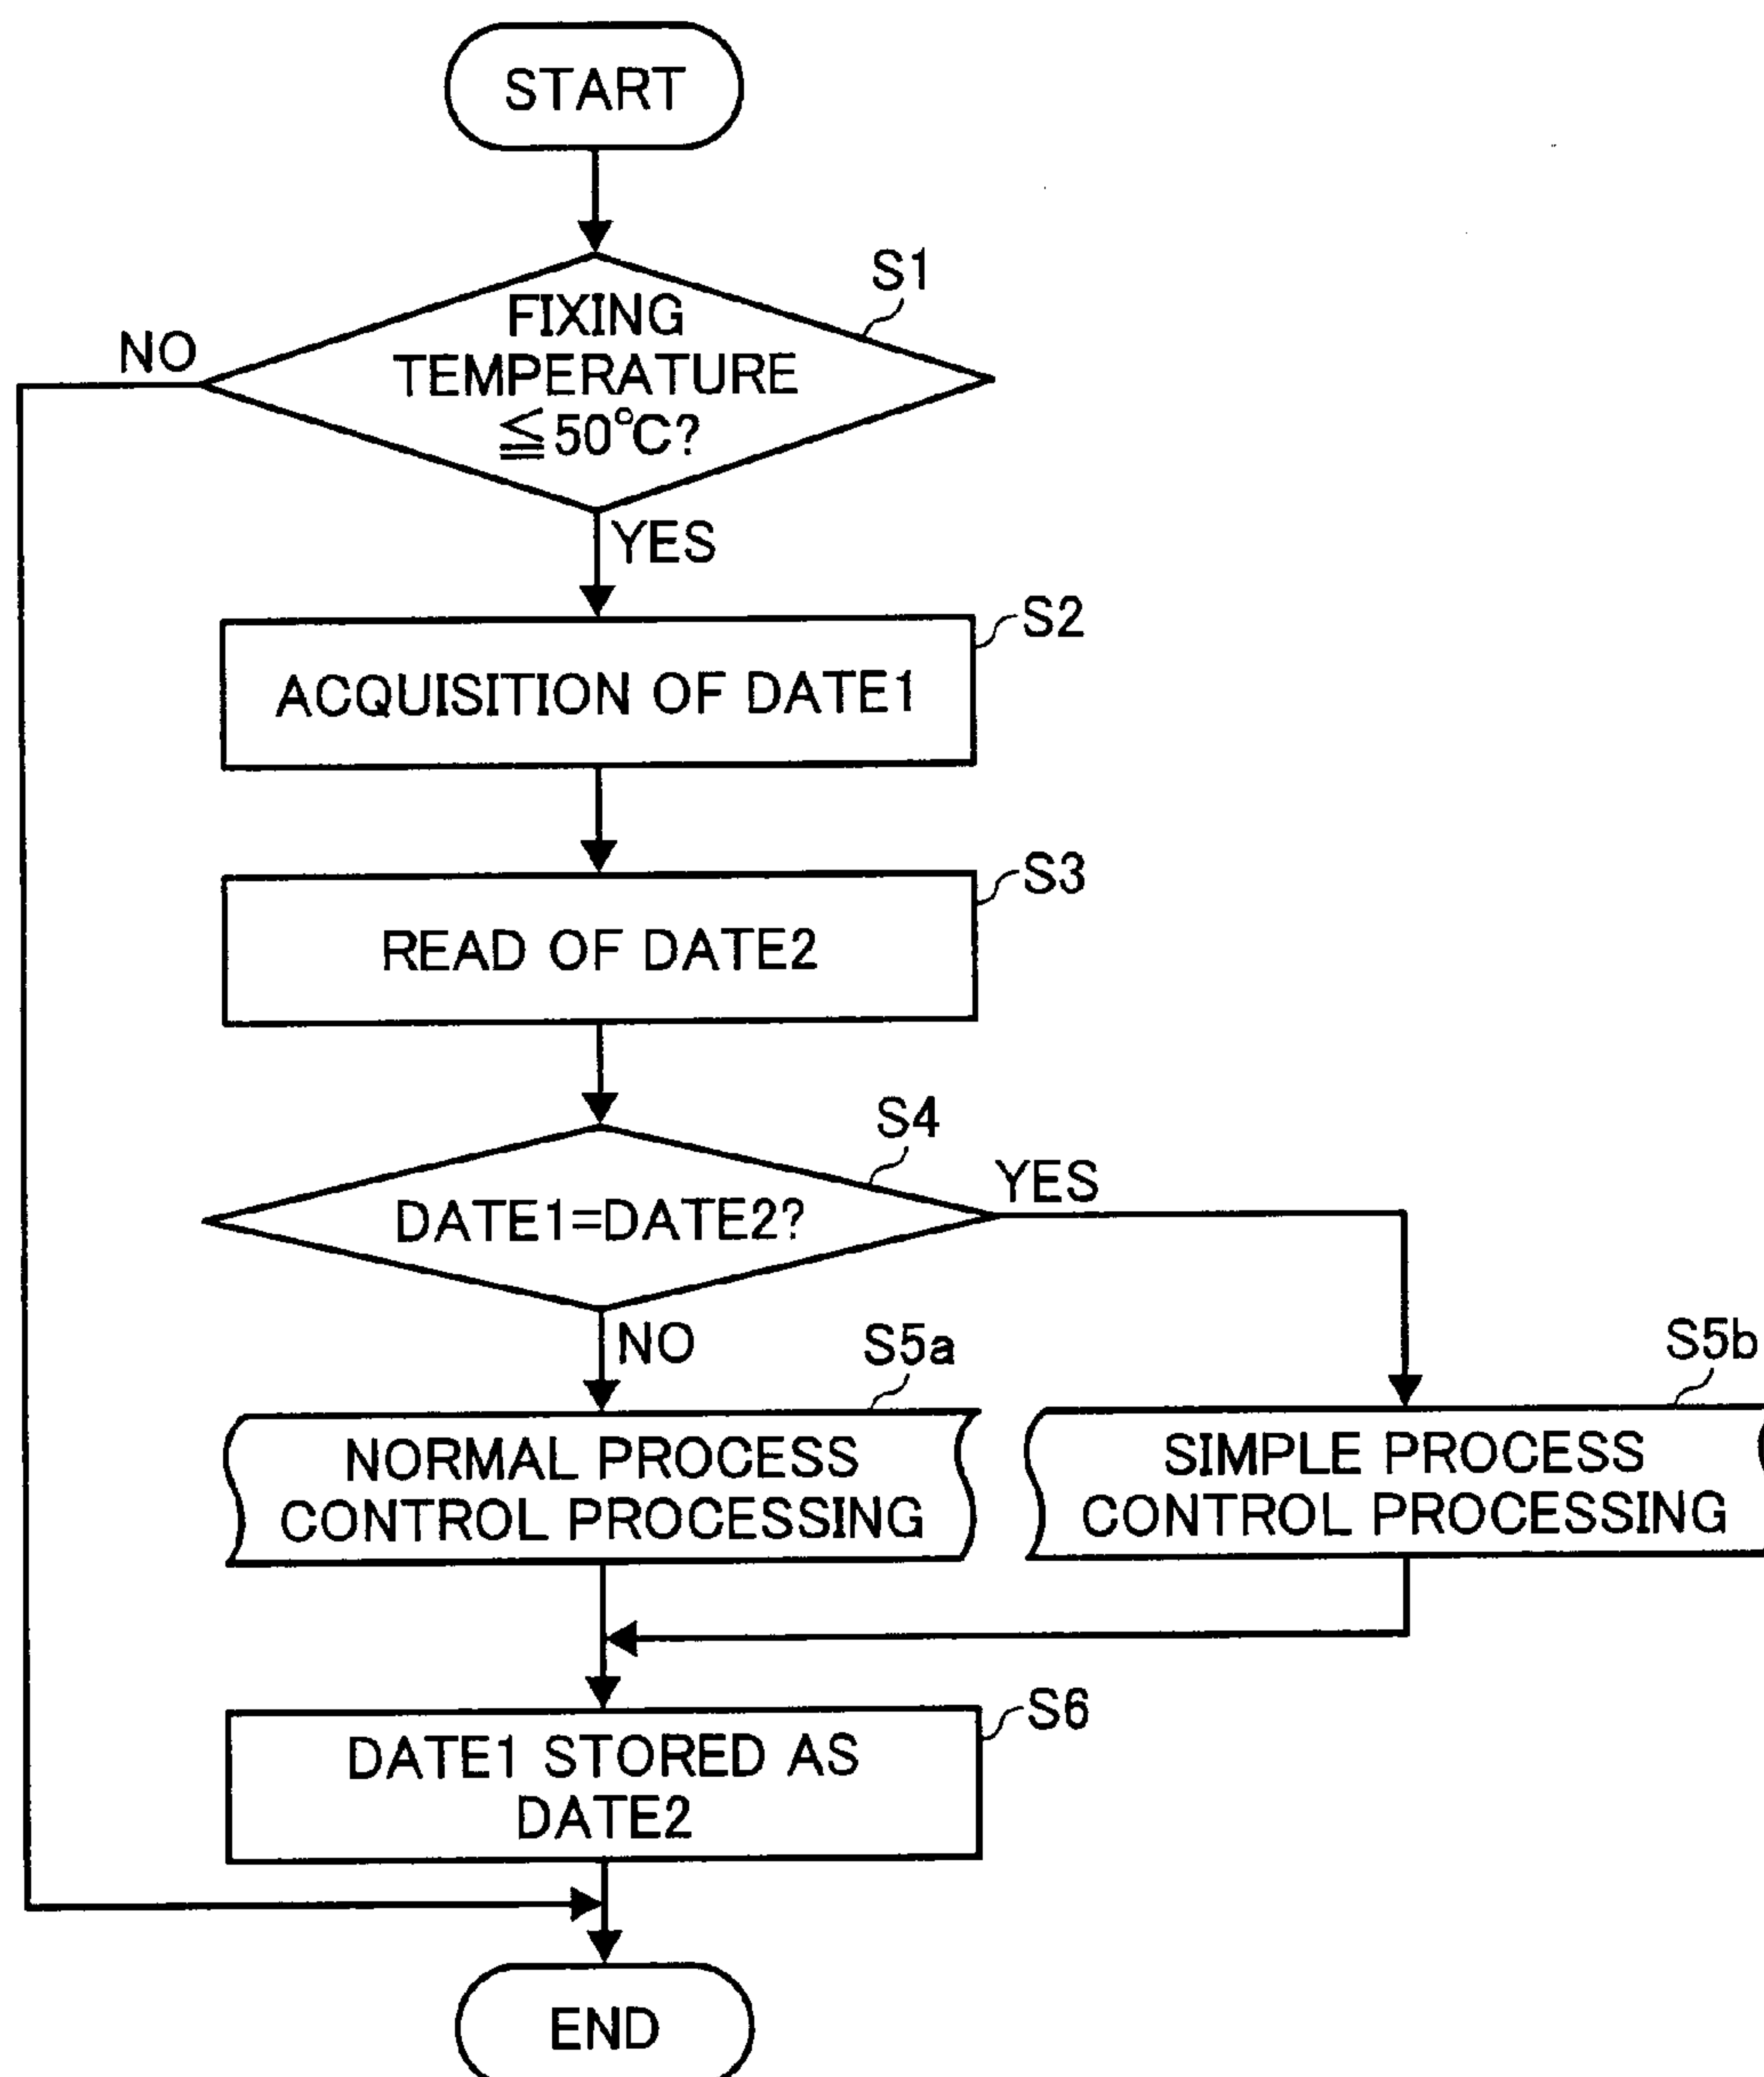 START
S1
FIXING
TEMPERATURE
≦50°C?
NO
YES
S2
ACQUISITION OF DATE1
S3
READ OF DATE2
S4
DATE1=DATE2?
YES
NO
S5a
S5b
NORMAL PROCESS
CONTROL PROCESSING
SIMPLE PROCESS
CONTROL PROCESSING
S6
DATE1 STORED AS
DATE2
END